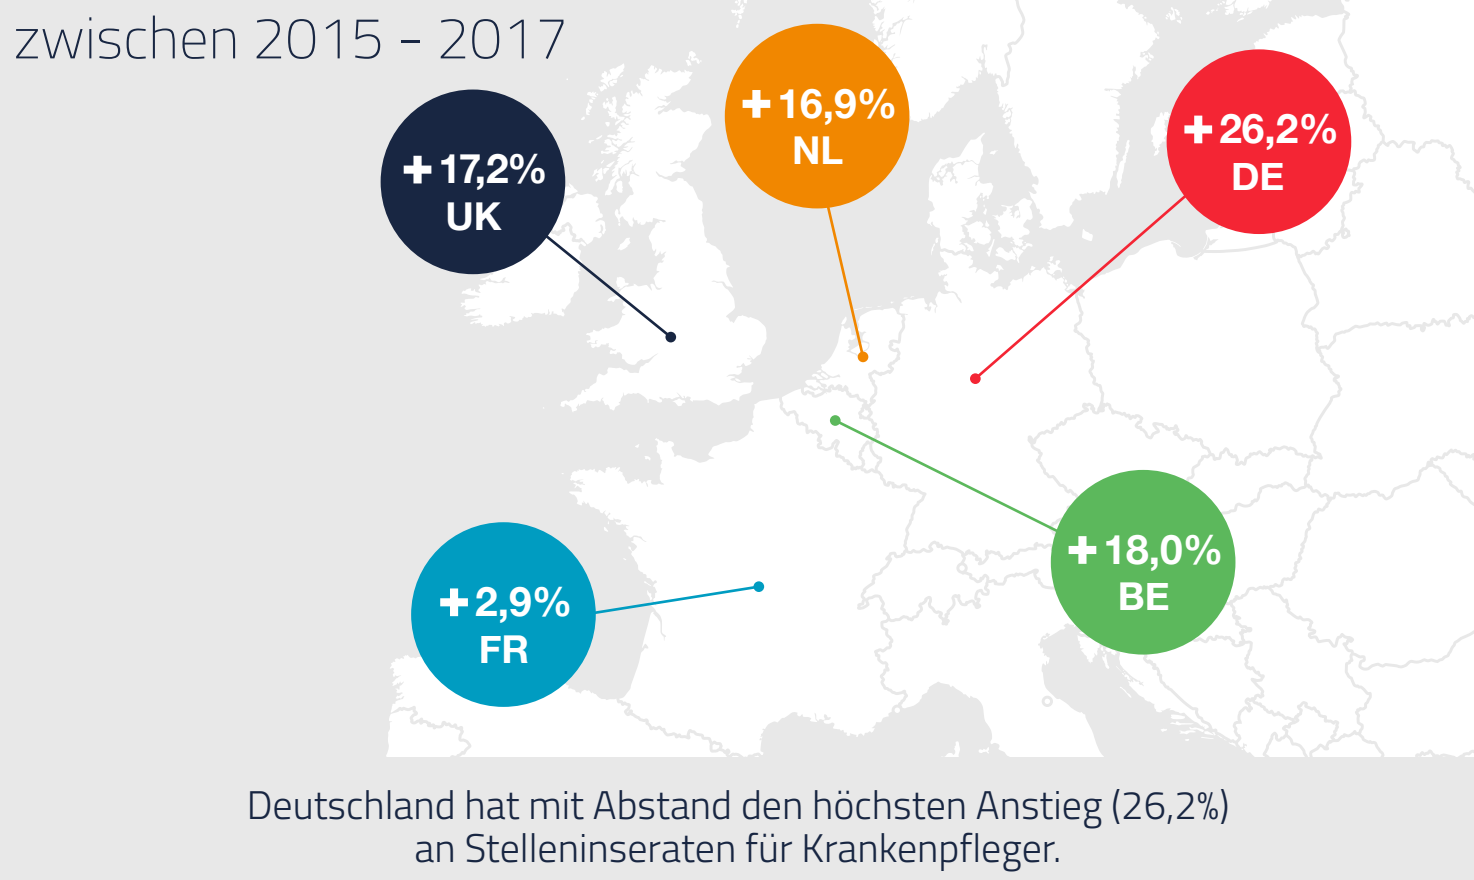 zwischen 2015 - 2017
+16,9%
NL
+26,2%
DE
+17,2%
UK
+18,0%
BE
+2,9%
FR
Deutschland hat mit Abstand den höchsten Anstieg (26,2%)
an Stelleninseraten für Krankenpfleger.